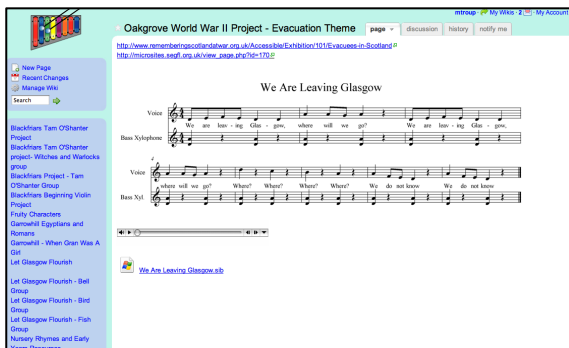 mtroup · My Wikis · 2 · My Account
Oakgrove World War II Project - Evacuation Theme
page discussion history notify me
http://www.rememberingscotlandatwar.org.uk/Accessible/Exhibition/101/Evacuees-in-Scotland
http://microsites.segfl.org.uk/view_page.php?id=170
New Page
Recent Changes
Manage Wiki
Search
Blackfriars Tam O'Shanter
Project
Blackfriars Tam O'Shanter
project- Witches and Warlocks
group
Blackfriars Project - Tam
O'Shanter Group
Blackfriars Beginning Violin
Project
Fruity Characters
Garrowhill Egyptians and
Romans
Garrowhill - When Gran Was A
Girl
Let Glasgow Flourish
Let Glasgow Flourish - Bell
Group
Let Glasgow Flourish - Bird
Group
Let Glasgow Flourish - Fish
Group
Nursery Rhymes and Early
We Are Leaving Glasgow
Voice
We are leav - ing Glas - gow, where will we go? We are leav - ing Glas - gow,
Bass Xylophone
4
Voice
where will we go? Where? Where? Where? Where? We do not know We do not know
Bass Xyl.
We Are Leaving Glasgow.sib